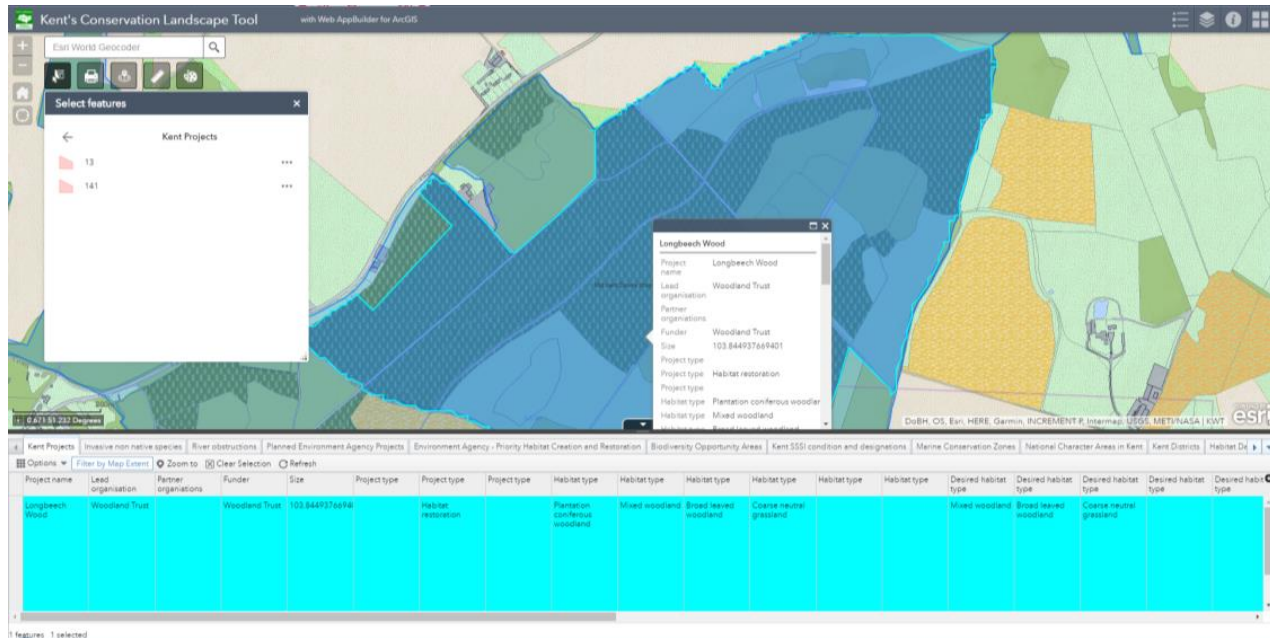 Kent's Conservation Landscape Tool
with Web AppBuilder for ArcGIS
Esri World Geocoder
Select features
Kent Projects
13
141
Longbeech Wood
Project name Longbeech Wood
Lead organisation Woodland Trust
Partner organisations
Funder Woodland Trust
Size 103.844937669401
Project type
Project type Habitat restoration
Project type
Habitat type Plantation coniferous woodlar
Habitat type Mixed woodland
Habitat type Broad leaved woodland
0.671 51.232 Degrees
DoBH, OS, Esri, HERE, Garmin, INCREMENT P, Intermap, USGS, METI/NASA | KWT
esri
Kent Projects Invasive non native species River obstructions Planned Environment Agency Projects Environment Agency - Priority Habitat Creation and Restoration Biodiversity Opportunity Areas Kent SSSI condition and designations Marine Conservation Zones National Character Areas in Kent Kent Districts Habitat De
Options Filter by Map Extent Zoom to Clear Selection Refresh
Project name Lead organisation Partner organisations Funder Size Project type Project type Project type Habitat type Habitat type Habitat type Habitat type Habitat type Habitat type Desired habitat type Desired habitat type Desired habitat type Desired habitat type Desired habit type
Longbeech Wood Woodland Trust Woodland Trust 103.8449376694 Habitat restoration Plantation coniferous woodland Mixed woodland Broad leaved woodland Coarse neutral grassland Mixed woodland Broad leaved woodland Coarse neutral grassland
1 features 1 selected